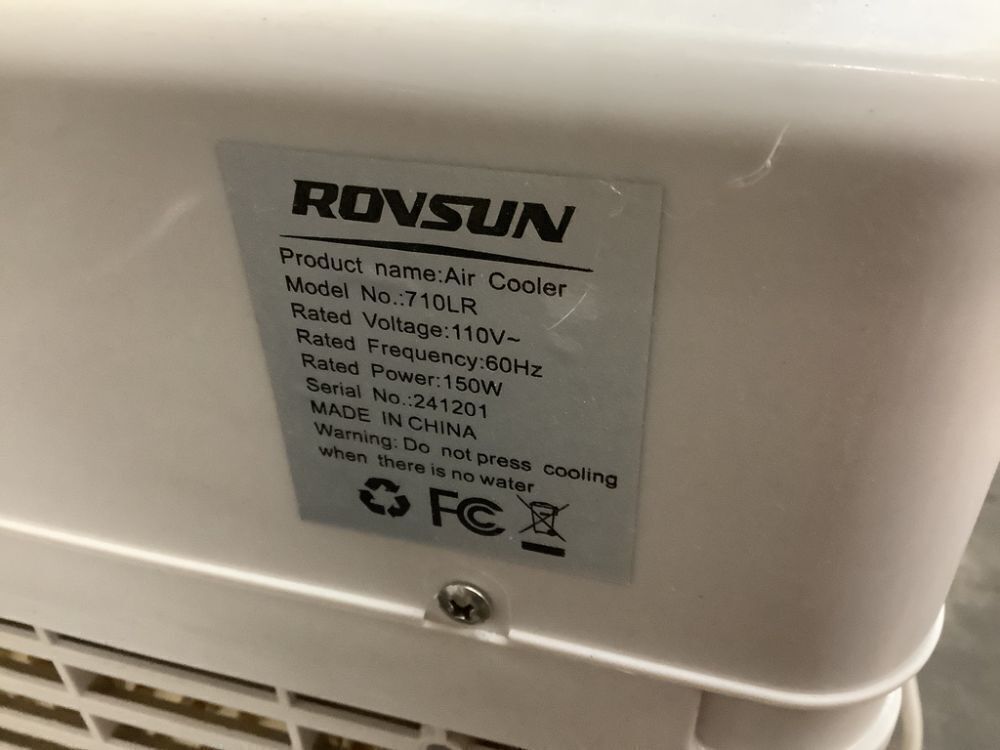 ROVSUN
Product name:Air Cooler
Model No.:710LR
Rated Voltage:110V~
Rated Frequency:60Hz
Rated Power:150W
Serial No.:241201
MADE IN CHINA
Warning: Do not press cooling
when there is no water
FC